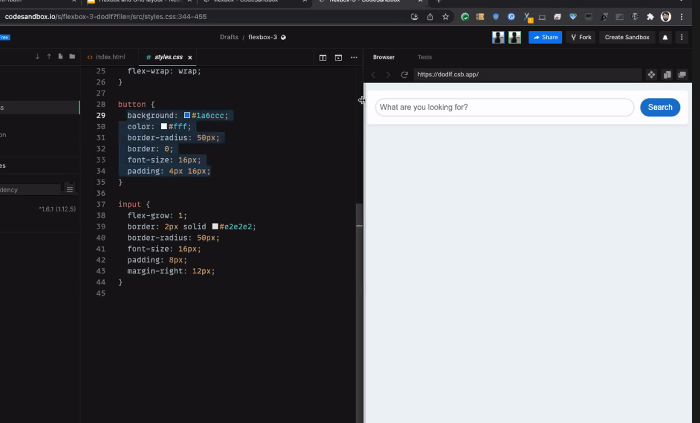 codesandbox.io/s/flexbox-3-dodlf?file=/src/styles.css:344-455
Drafts / flexbox-3
Share
Fork
Create Sandbox
index.html
styles.css
Browser
Tests
https://dodlf.csb.app/
25 flex-wrap: wrap;
26 }
27
28 button {
29 background: #1a6ccc;
30 color: #fff;
31 border-radius: 50px;
32 border: 0;
33 font-size: 16px;
34 padding: 4px 16px;
35 }
36
37 input {
38 flex-grow: 1;
39 border: 2px solid #e2e2e2;
40 border-radius: 50px;
41 font-size: 16px;
42 padding: 8px;
43 margin-right: 12px;
44 }
45
^1.6.1 (1.12.5)
What are you looking for?
Search